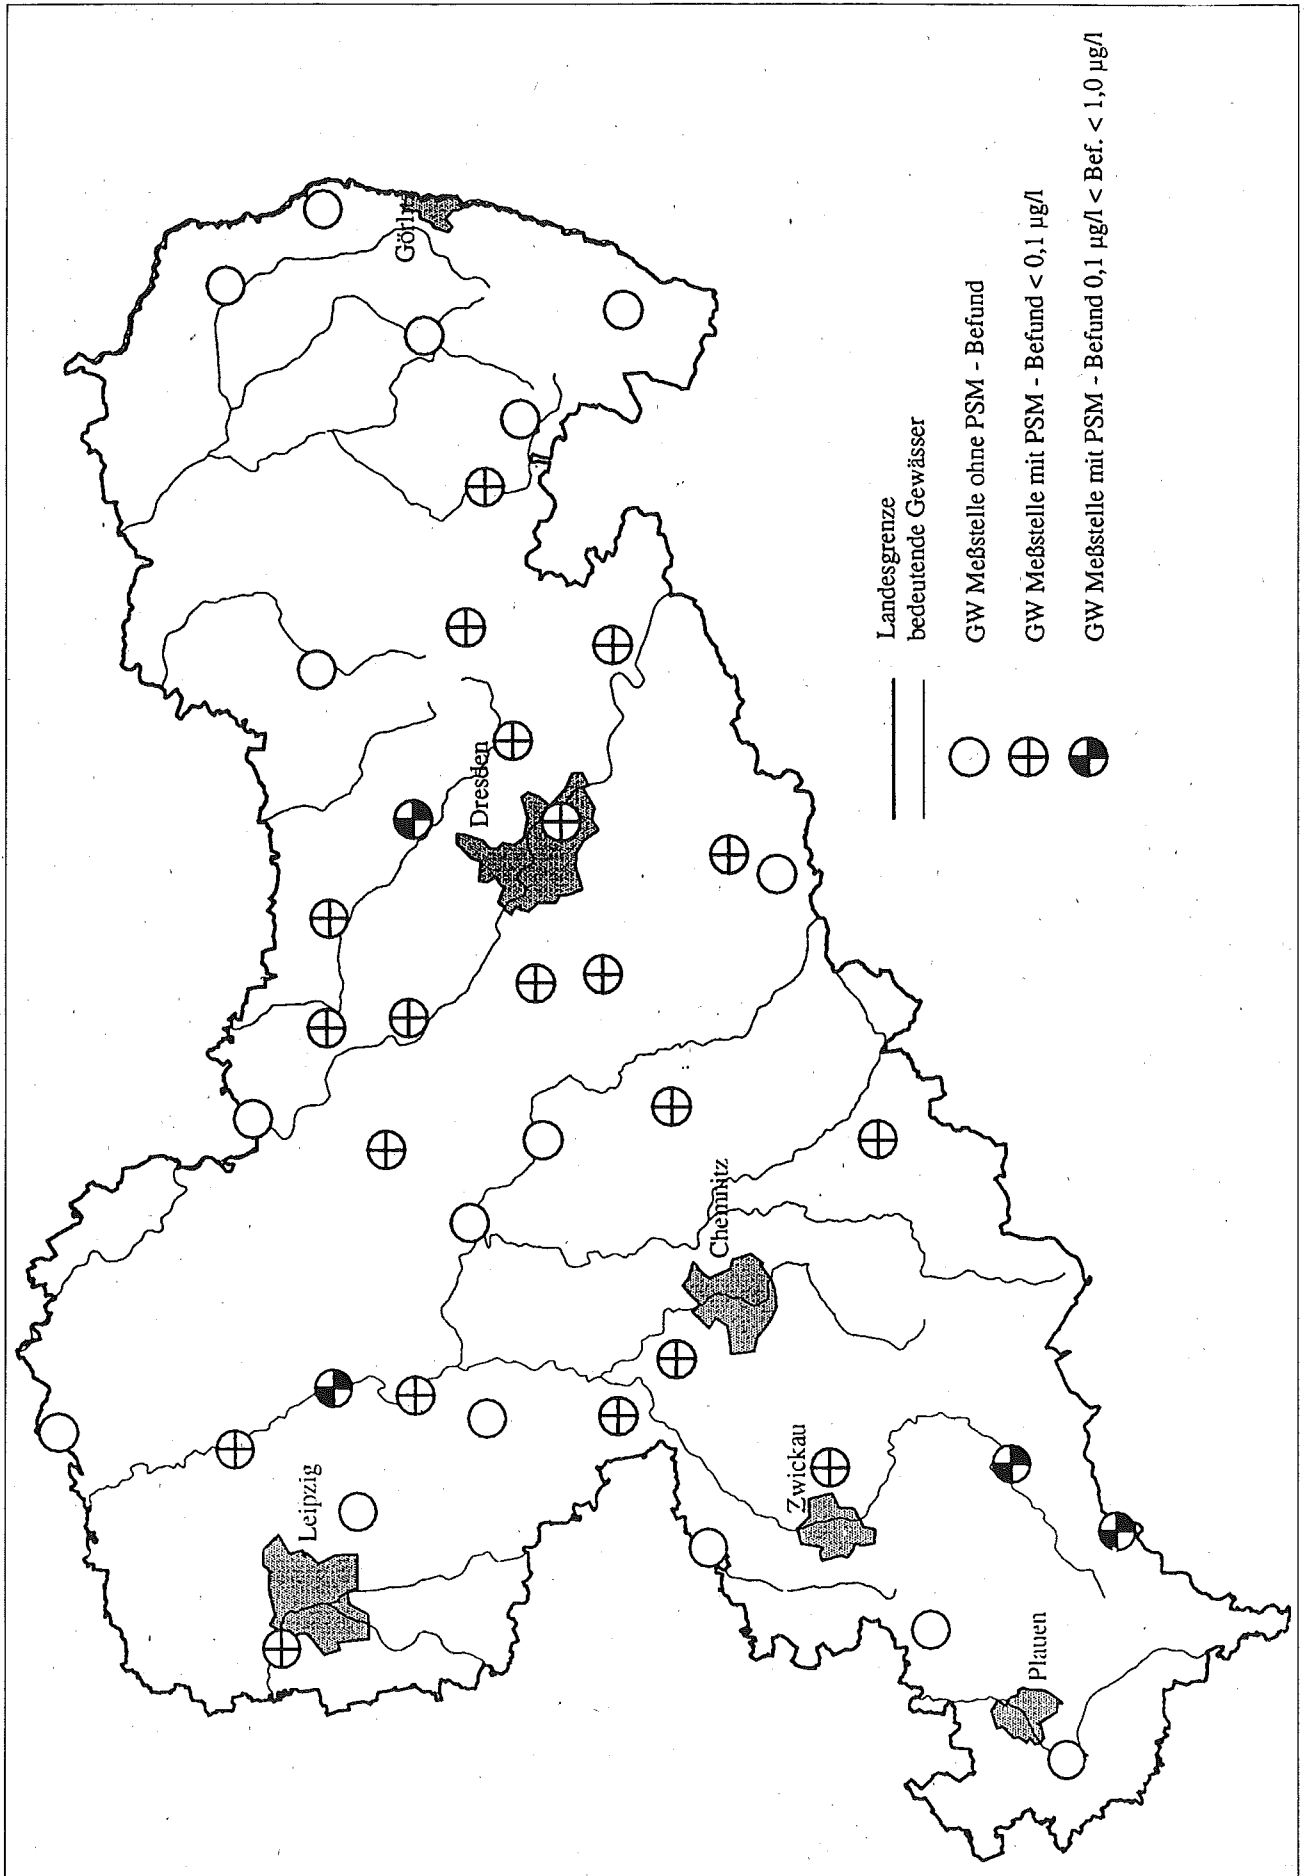 Görlitz
Dresden
Leipzig
Chemnitz
Zwickau
Plauen
Landesgrenze
bedeutende Gewässer
GW Meßstelle ohne PSM - Befund
GW Meßstelle mit PSM - Befund < 0,1 µg/l
GW Meßstelle mit PSM - Befund 0,1 µg/l < Bef. < 1,0 µg/l